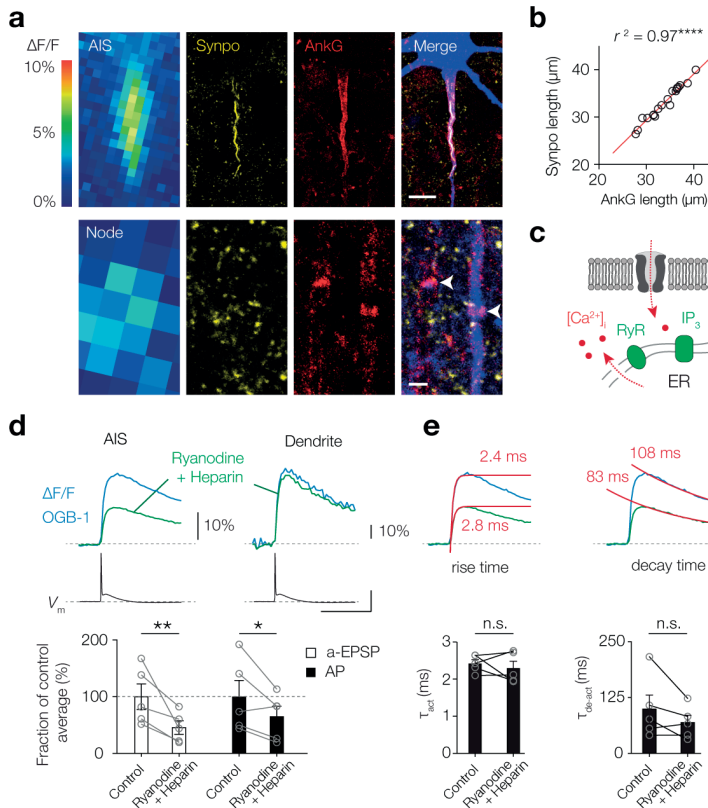 a
ΔF/F
10%
5%
0%
AIS
Synpo
AnkG
Merge
Node
b
r ² = 0.97****
Synpo
length (µm)
40
30
20
30
40
AnkG length (µm)
c
[Ca²⁺]i
RyR
IP₃
ER
d
AIS
Dendrite
Ryanodine
+ Heparin
ΔF/F
OGB-1
10%
10%
Vm
Fraction of control
average (%)
200
100
0
**
*
a-EPSP
AP
Control
Ryanodine
+ Heparin
Control
Ryanodine
+ Heparin
e
2.4 ms
2.8 ms
rise time
108 ms
83 ms
decay time
n.s.
τact
(ms)
3
2
1
0
Control
Ryanodine
+ Heparin
n.s.
τde-act
(ms)
250
125
0
Control
Ryanodine
+ Heparin